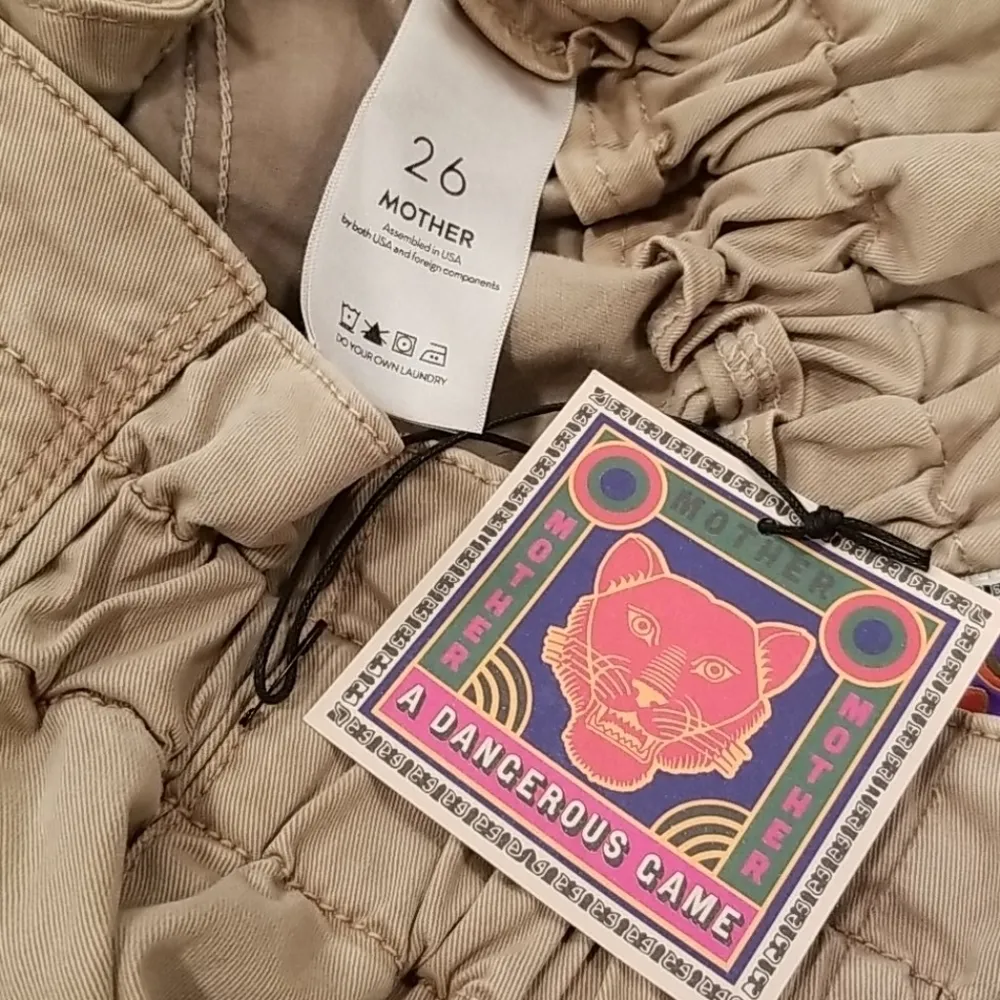 26
MOTHER
Assembled in USA
by both USA and foreign components
DO YOUR OWN LAUNDRY
MOTHER
MOTHER
MOTHER
A DANGEROUS GAME